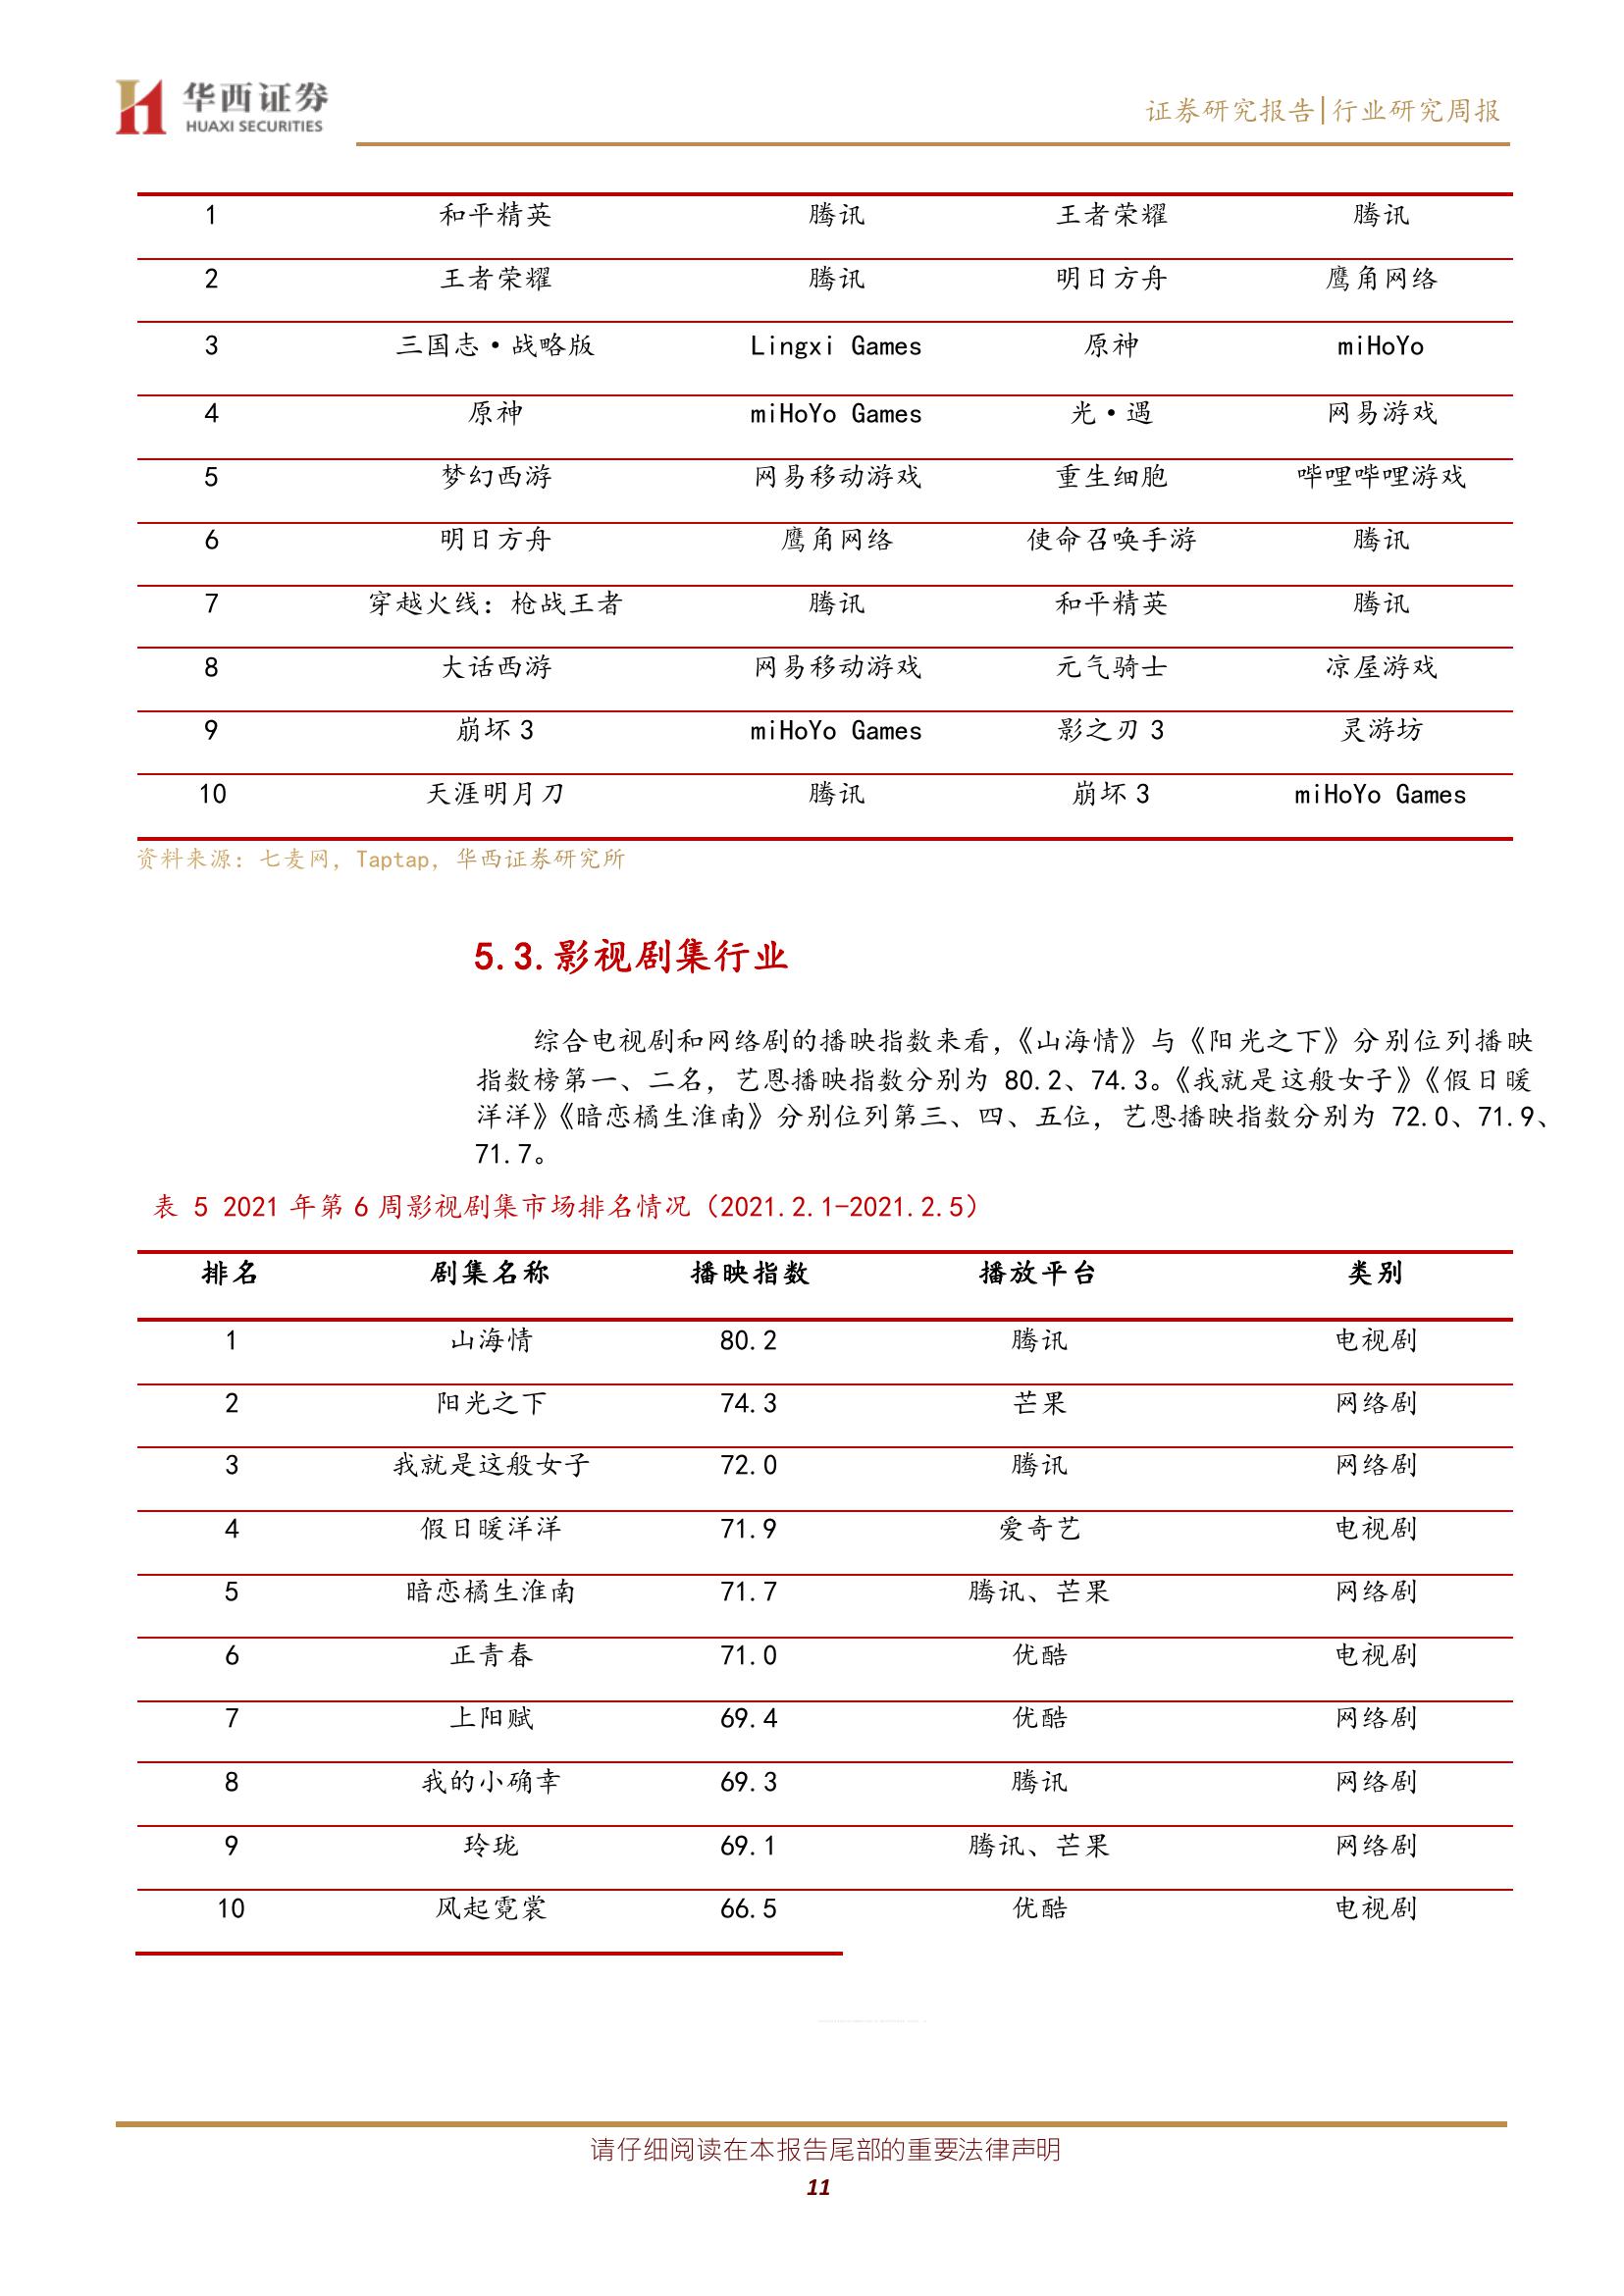 华西证券
HUAXI SECURITIES
证券研究报告|行业研究周报
1 和平精英 腾讯 王者荣耀 腾讯
2 王者荣耀 腾讯 明日方舟 鹰角网络
3 三国志·战略版 Lingxi Games 原神 miHoYo
4 原神 miHoYo Games 光·遇 网易游戏
5 梦幻西游 网易移动游戏 重生细胞 哔哩哔哩游戏
6 明日方舟 鹰角网络 使命召唤手游 腾讯
7 穿越火线：枪战王者 腾讯 和平精英 腾讯
8 大话西游 网易移动游戏 元气骑士 凉屋游戏
9 崩坏 3 miHoYo Games 影之刃 3 灵游坊
10 天涯明月刀 腾讯 崩坏 3 miHoYo Games
资料来源：七麦网，Taptap，华西证券研究所
5.3.影视剧集行业
综合电视剧和网络剧的播映指数来看，《山海情》与《阳光之下》分别位列播映
指数榜第一、二名，艺恩播映指数分别为 80.2、74.3。《我就是这般女子》《假日暖
洋洋》《暗恋橘生淮南》分别位列第三、四、五位，艺恩播映指数分别为 72.0、71.9、
71.7。
表 5 2021 年第 6 周影视剧集市场排名情况（2021.2.1-2021.2.5）
排名 剧集名称 播映指数 播放平台 类别
1 山海情 80.2 腾讯 电视剧
2 阳光之下 74.3 芒果 网络剧
3 我就是这般女子 72.0 腾讯 网络剧
4 假日暖洋洋 71.9 爱奇艺 电视剧
5 暗恋橘生淮南 71.7 腾讯、芒果 网络剧
6 正青春 71.0 优酷 电视剧
7 上阳赋 69.4 优酷 网络剧
8 我的小确幸 69.3 腾讯 网络剧
9 玲珑 69.1 腾讯、芒果 网络剧
10 风起霓裳 66.5 优酷 电视剧
请仔细阅读在本报告尾部的重要法律声明
11